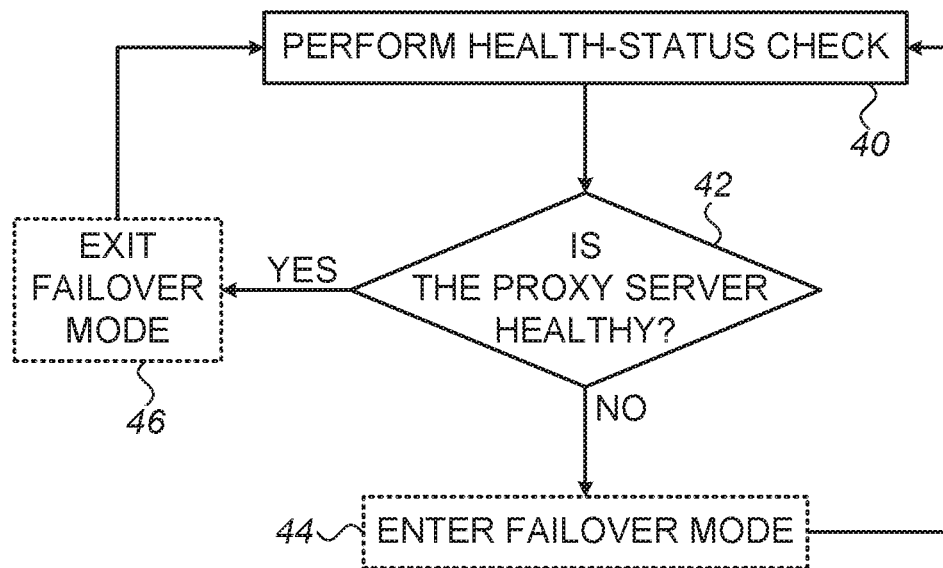 PERFORM HEALTH-STATUS CHECK
40
42
IS
THE PROXY SERVER
HEALTHY?
YES
EXIT
FAILOVER
MODE
46
NO
44
ENTER FAILOVER MODE